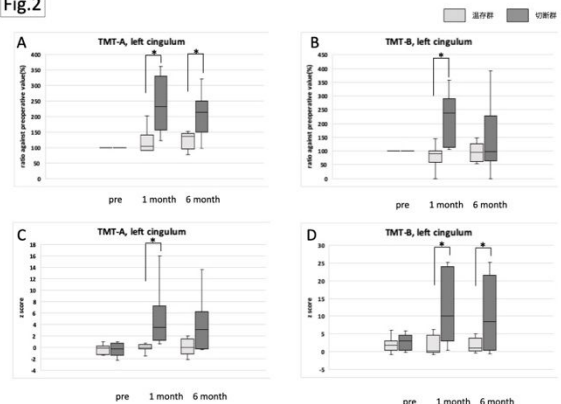 Fig.2
温存群 切断群
A
TMT-A, left cingulum
ratio against preoperative value(%)
400
350
300
250
200
150
100
50
0
*
*
pre 1 month 6 month
B
TMT-B, left cingulum
ratio against preoperative value(%)
450
400
350
300
250
200
150
100
50
0
*
pre 1 month 6 month
C
TMT-A, left cingulum
z score
18
16
14
12
10
8
6
4
2
0
-2
-4
*
pre 1 month 6 month
D
TMT-B, left cingulum
z score
30
25
20
15
10
5
0
-5
*
*
pre 1 month 6 month